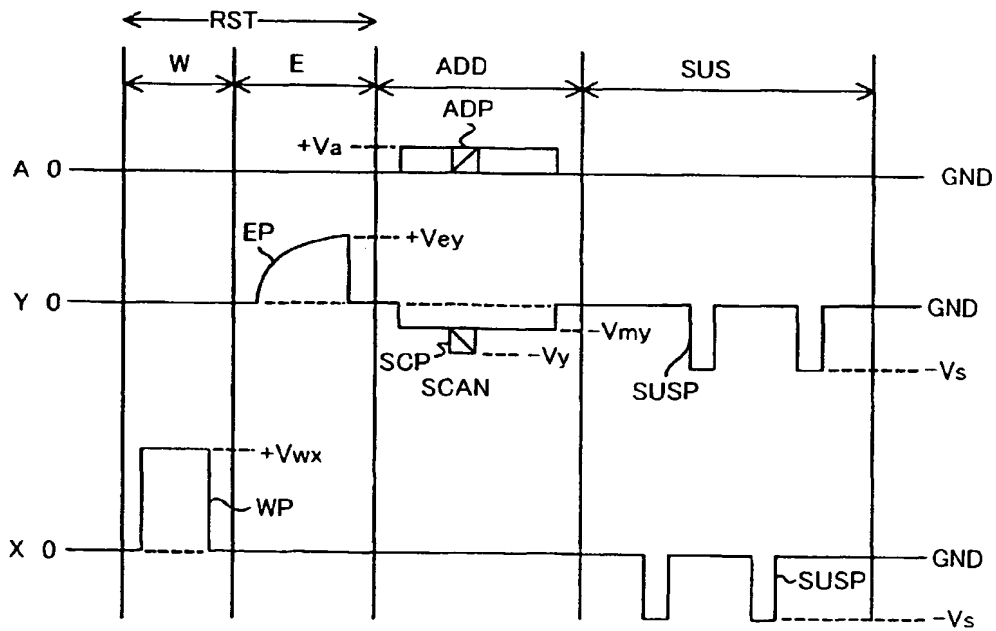 RST
W E ADD SUS
ADP
+Va
A 0 GND
EP +Vey
Y 0 GND
-Vmy
SCP -Vy
SCAN SUSP -Vs
+Vwx
WP
X 0 GND
SUSP
-Vs